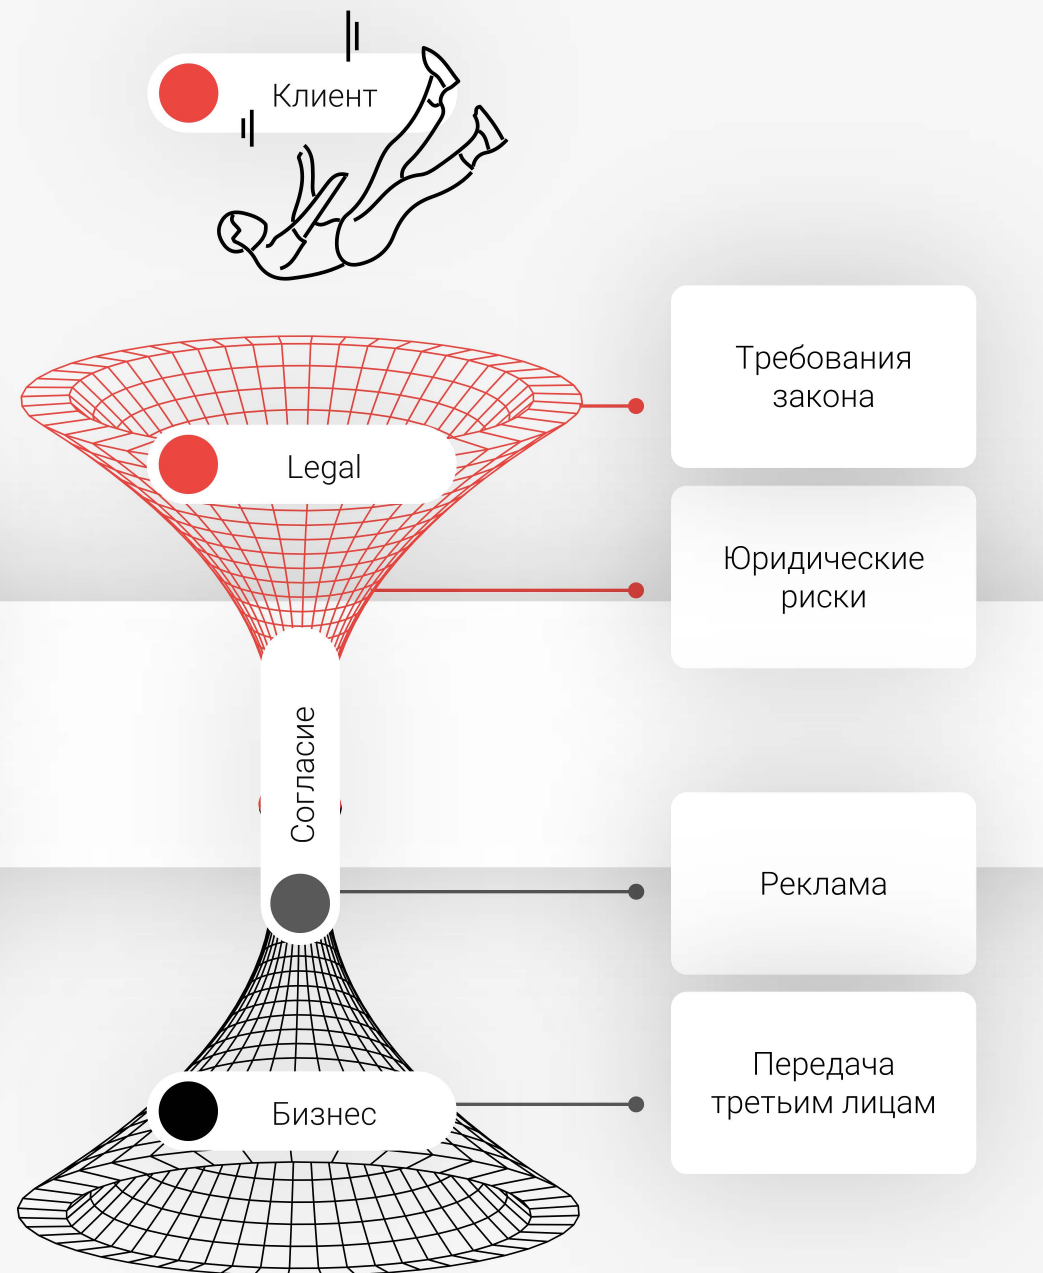 Клиент
Требования
закона
Legal
Юридические
риски
Согласие
Реклама
Передача
третьим лицам
Бизнес